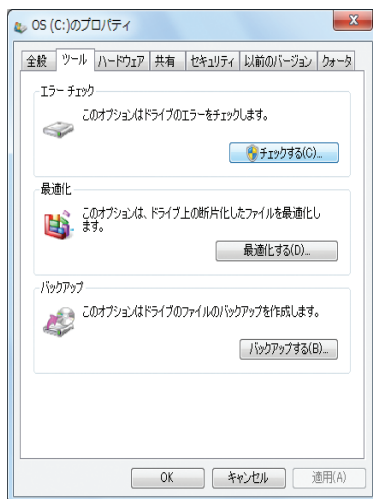 OS (C:)のプロパティ
全般 ツール ハードウェア 共有 セキュリティ 以前のバージョン クォータ
エラー チェック
このオプションはドライブのエラーをチェックします。
チェックする(C)...
最適化
このオプションは、ドライブ上の断片化したファイルを最適化し
ます。
最適化する(D)...
バックアップ
このオプションはドライブのファイルのバックアップを作成します。
バックアップする(B)...
OK キャンセル 適用(A)